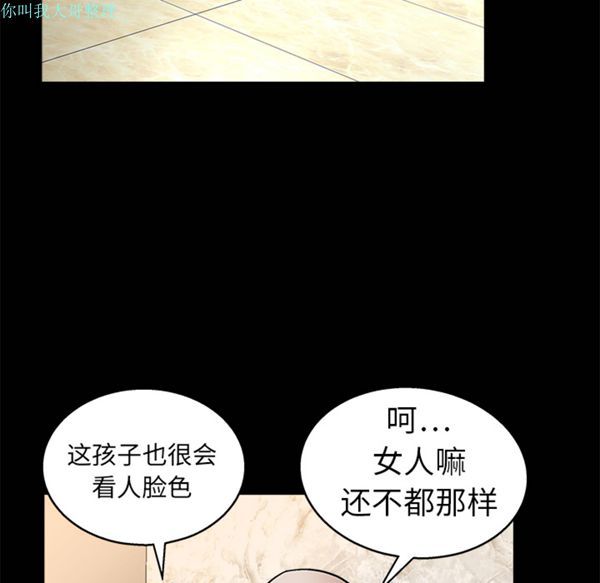 你叫我大哥整理
这孩子也很会
看人脸色
呵...
女人嘛
还不都那样